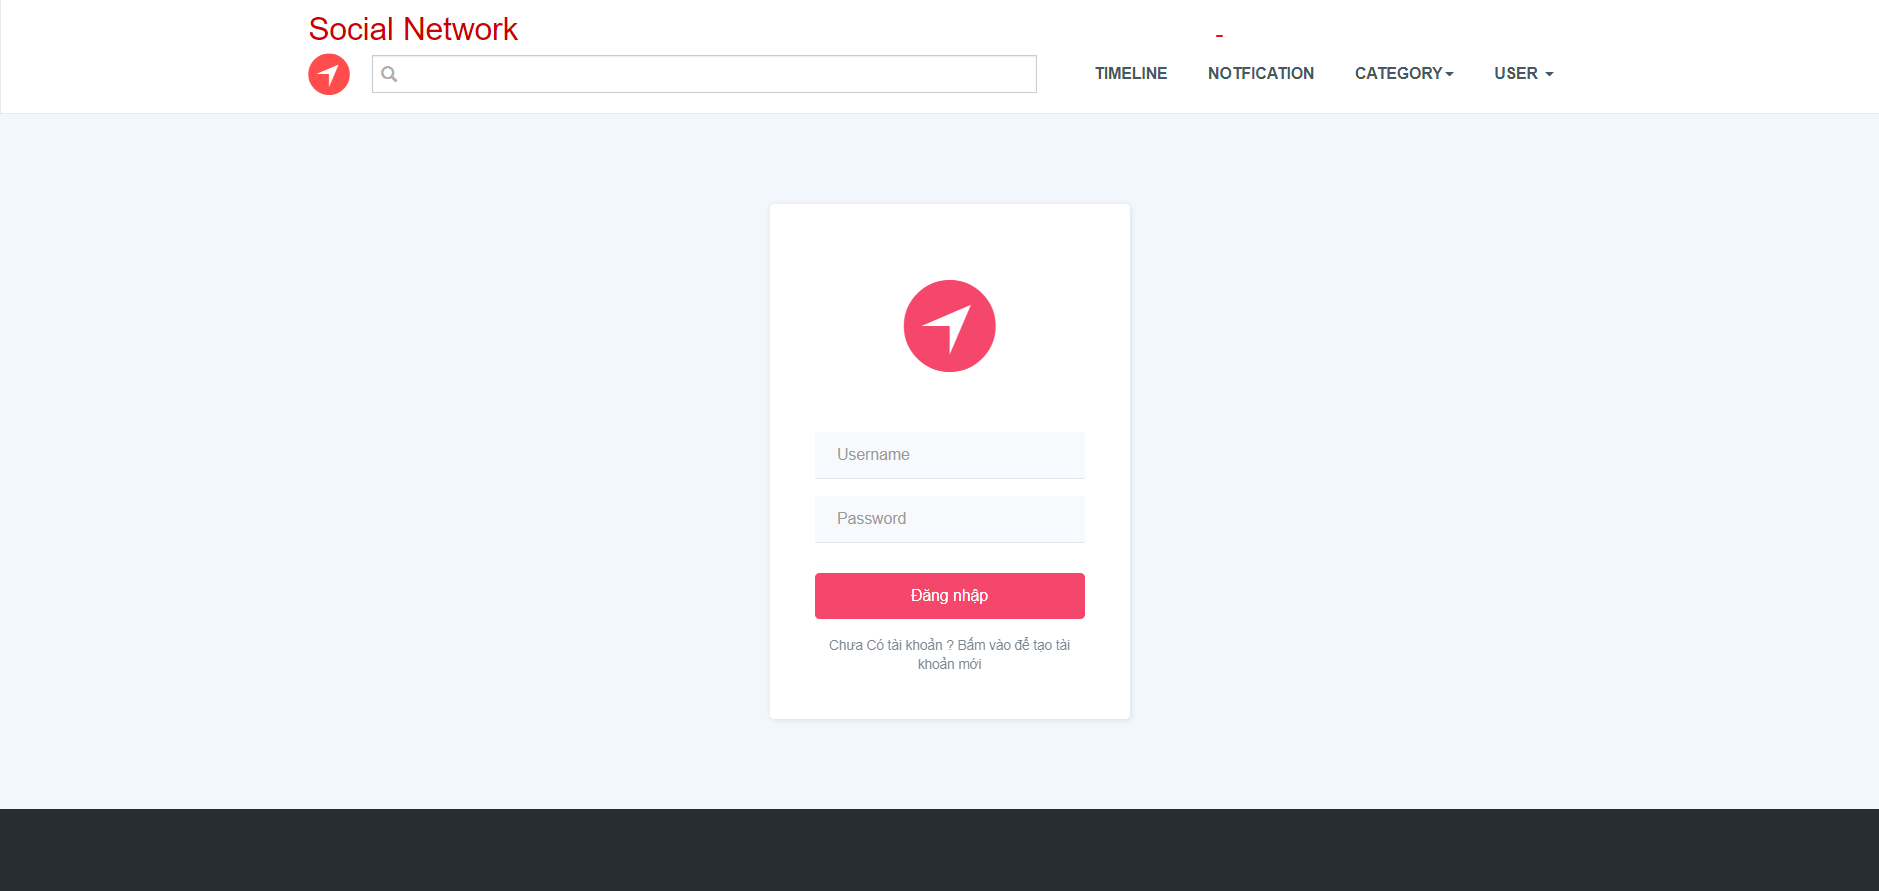 Social Network
-
TIMELINE NOTFICATION CATEGORY USER
Username
Password
Đăng nhập
Chưa Có tài khoản ? Bấm vào để tạo tài
khoản mới